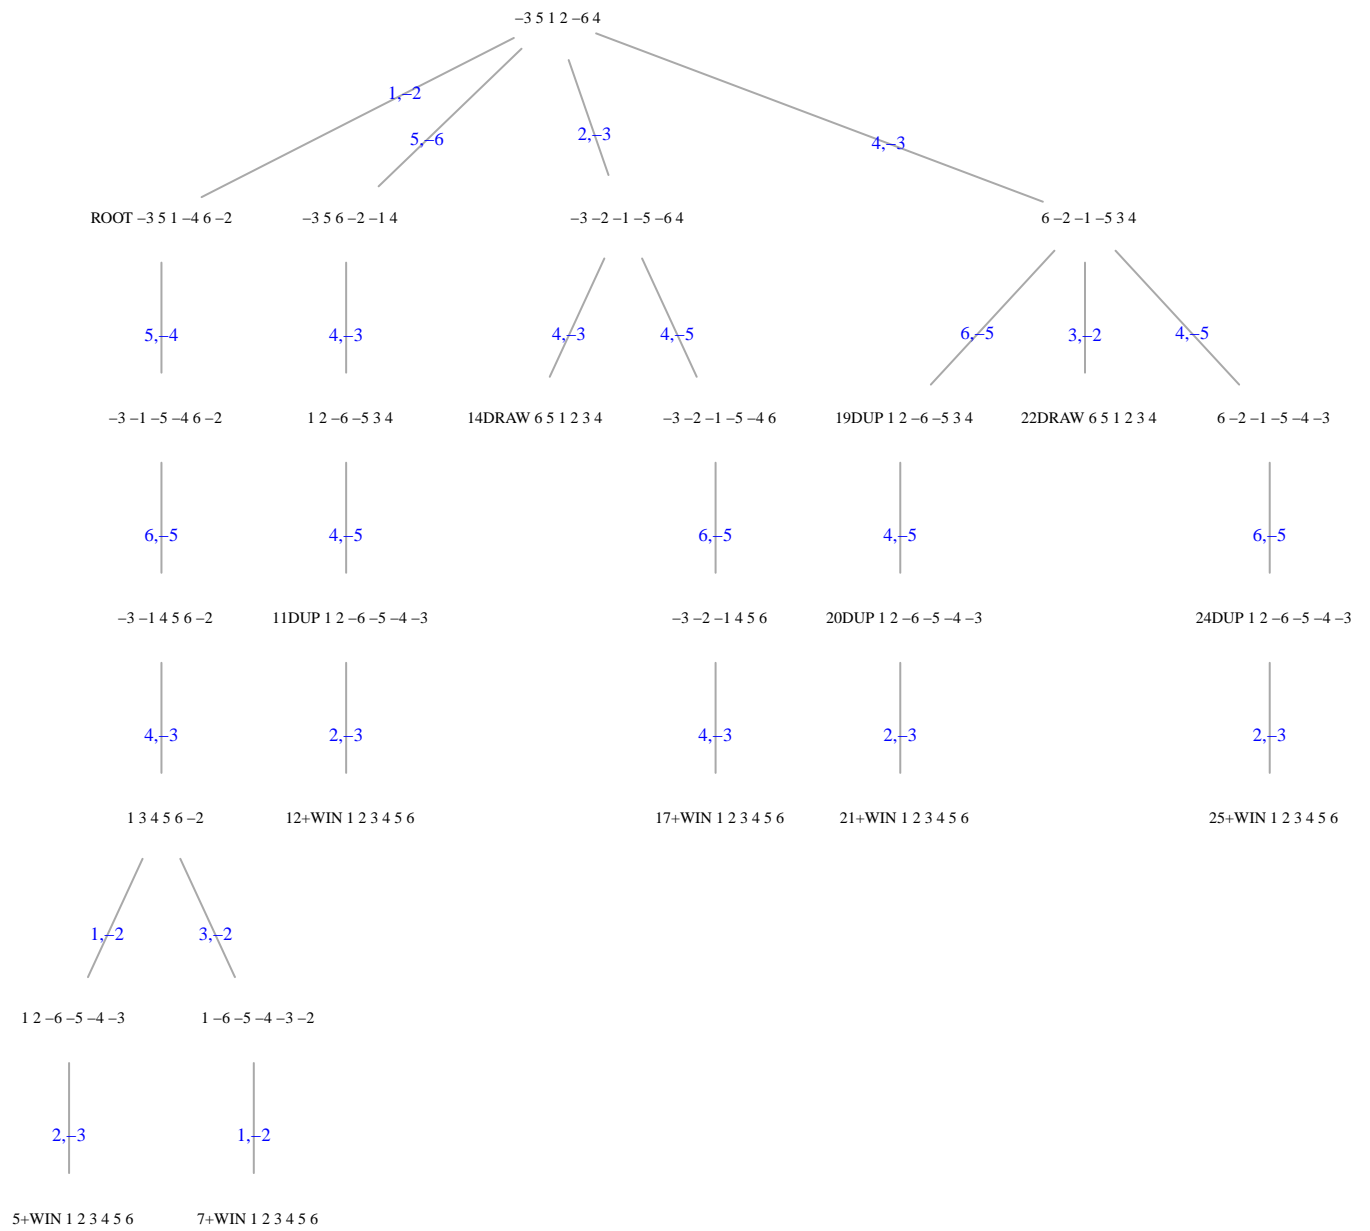 –3 5 1 2 –6 4
1,–2
5,–6
2,–3
4,–3
ROOT –3 5 1 –4 6 –2
–3 5 6 –2 –1 4
–3 –2 –1 –5 –6 4
6 –2 –1 –5 3 4
5,–4
4,–3
4,–3
4,–5
6,–5
3,–2
4,–5
–3 –1 –5 –4 6 –2
1 2 –6 –5 3 4
14DRAW 6 5 1 2 3 4
–3 –2 –1 –5 –4 6
19DUP 1 2 –6 –5 3 4
22DRAW 6 5 1 2 3 4
6 –2 –1 –5 –4 –3
6,–5
4,–5
6,–5
4,–5
6,–5
–3 –1 4 5 6 –2
11DUP 1 2 –6 –5 –4 –3
–3 –2 –1 4 5 6
20DUP 1 2 –6 –5 –4 –3
24DUP 1 2 –6 –5 –4 –3
4,–3
2,–3
4,–3
2,–3
2,–3
1 3 4 5 6 –2
12+WIN 1 2 3 4 5 6
17+WIN 1 2 3 4 5 6
21+WIN 1 2 3 4 5 6
25+WIN 1 2 3 4 5 6
1,–2
3,–2
1 2 –6 –5 –4 –3
1 –6 –5 –4 –3 –2
2,–3
1,–2
5+WIN 1 2 3 4 5 6
7+WIN 1 2 3 4 5 6